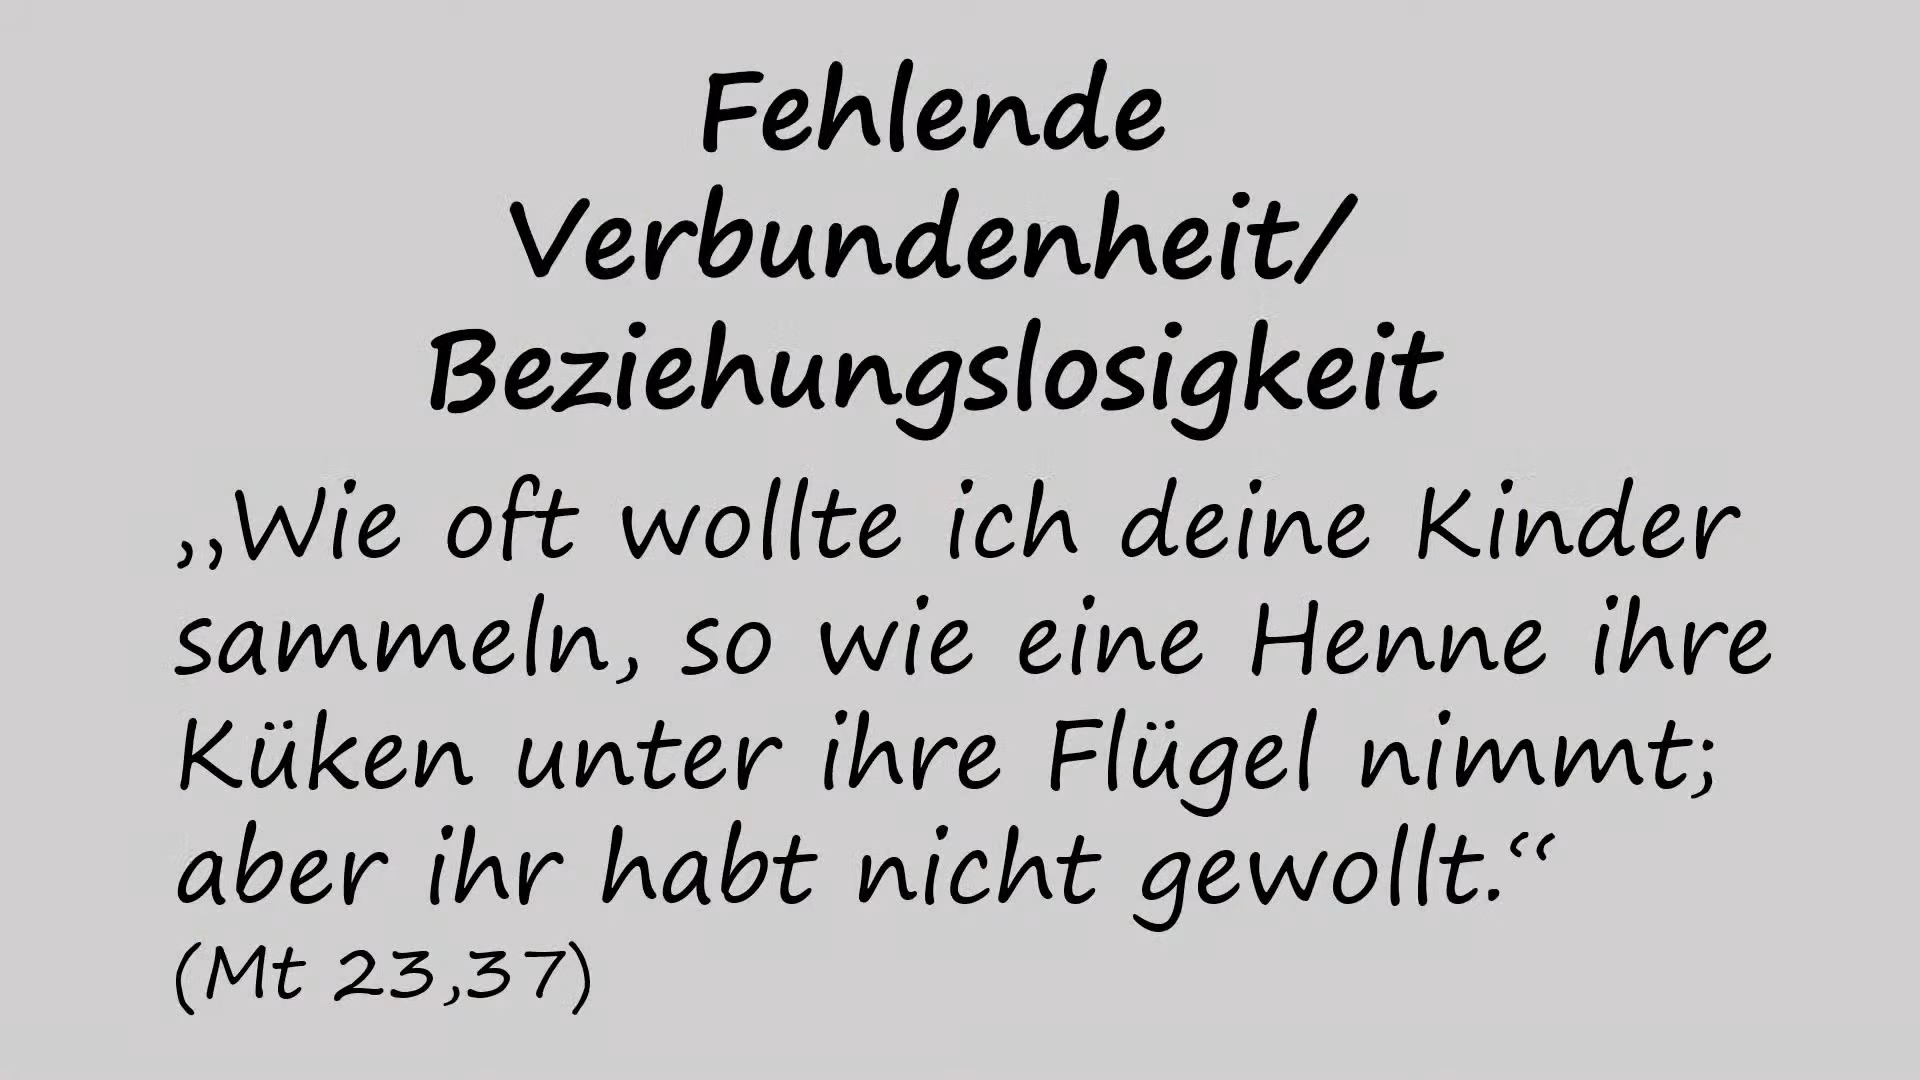 Fehlende
Verbundenheit/
Beziehungslosigkeit
„Wie oft wollte ich deine Kinder
sammeln, so wie eine Henne ihre
Küken unter ihre Flügel nimmt;
aber ihr habt nicht gewollt.“
(Mt 23,37)